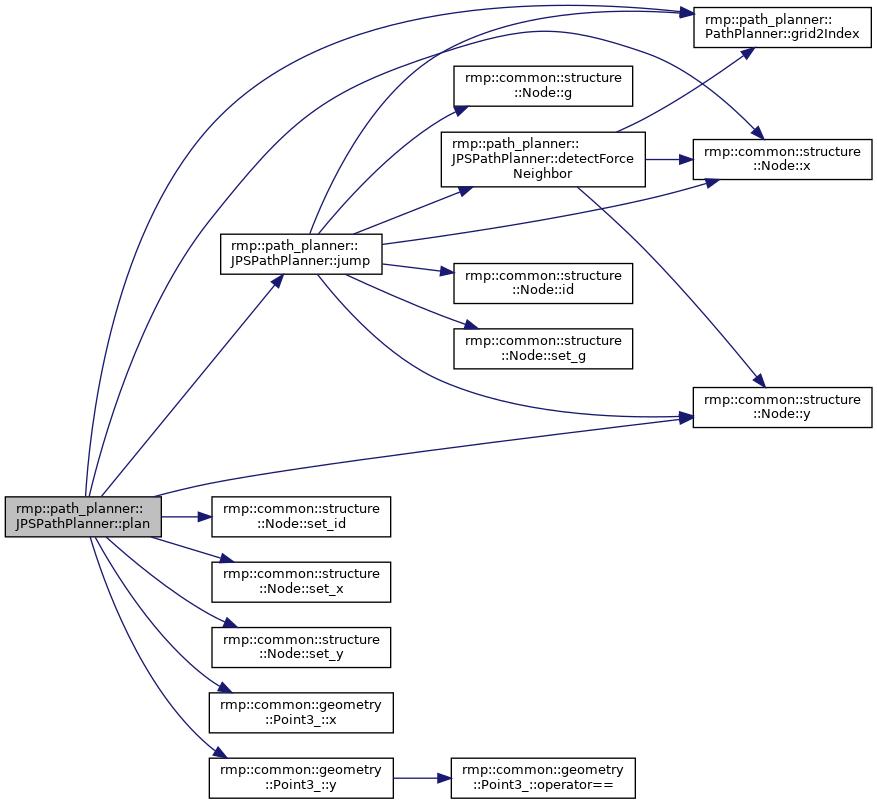 rmp::path_planner::
PathPlanner::grid2Index
rmp::common::structure
::Node::g
rmp::path_planner::
JPSPathPlanner::detectForce
Neighbor
rmp::common::structure
::Node::x
rmp::path_planner::
JPSPathPlanner::jump
rmp::common::structure
::Node::id
rmp::common::structure
::Node::set_g
rmp::common::structure
::Node::y
rmp::path_planner::
JPSPathPlanner::plan
rmp::common::structure
::Node::set_id
rmp::common::structure
::Node::set_x
rmp::common::structure
::Node::set_y
rmp::common::geometry
::Point3_::x
rmp::common::geometry
::Point3_::y
rmp::common::geometry
::Point3_::operator==